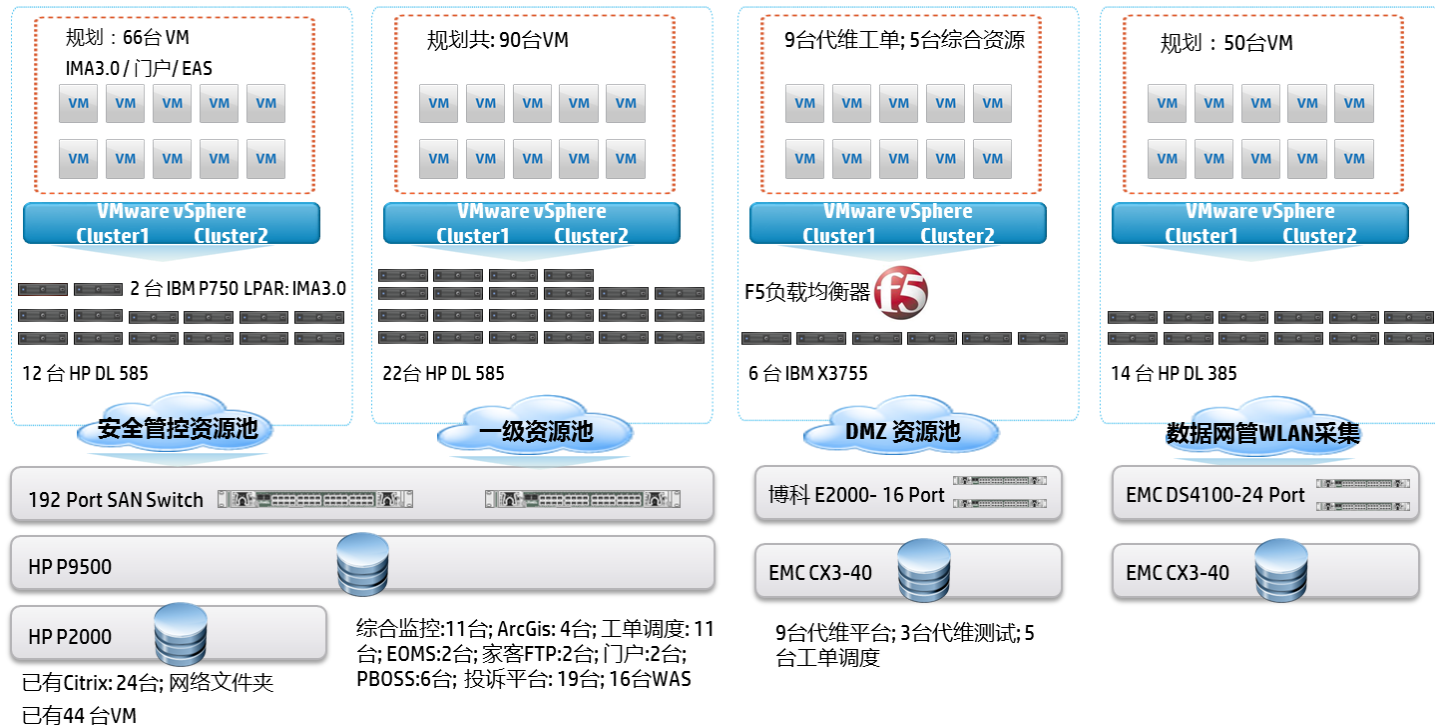 规划：66台 VM
IMA3.0 / 门户/ EAS
VM VM VM VM VM
VM VM VM VM VM
VMware vSphere
Cluster1 Cluster2
2 台 IBM P750 LPAR: IMA3.0
12 台 HP DL 585
安全管控资源池
规划共: 90台VM
VM VM VM VM VM
VM VM VM VM VM
VMware vSphere
Cluster1 Cluster2
22台 HP DL 585
一级资源池
9台代维工单; 5台综合资源
VM VM VM VM VM
VM VM VM VM VM
VMware vSphere
Cluster1 Cluster2
F5负载均衡器
f5
6 台 IBM X3755
DMZ 资源池
规划：50台VM
VM VM VM VM VM
VM VM VM VM VM
VMware vSphere
Cluster1 Cluster2
14 台 HP DL 385
数据网管WLAN采集
192 Port SAN Switch
HP P9500
HP P2000
已有Citrix: 24台; 网络文件夹
已有44 台VM
综合监控:11台; ArcGis: 4台; 工单调度: 11
台; EOMS:2台; 家客FTP:2台; 门户:2台;
PBOSS:6台; 投诉平台: 19台; 16台WAS
博科 E2000- 16 Port
EMC CX3-40
9台代维平台; 3台代维测试; 5
台工单调度
EMC DS4100-24 Port
EMC CX3-40